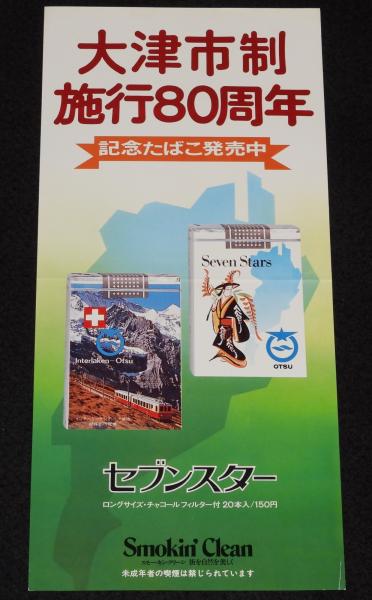 大津市制
施行80周年
記念たばこ発売中
Seven Stars
OTSU
Interlaken-Otsu
セブンスター
ロングサイズ・チャコールフィルター付 20本入/150円
Smokin' Clean
スモーキン・クリーン 街を自然を美しく
未成年者の喫煙は禁じられています